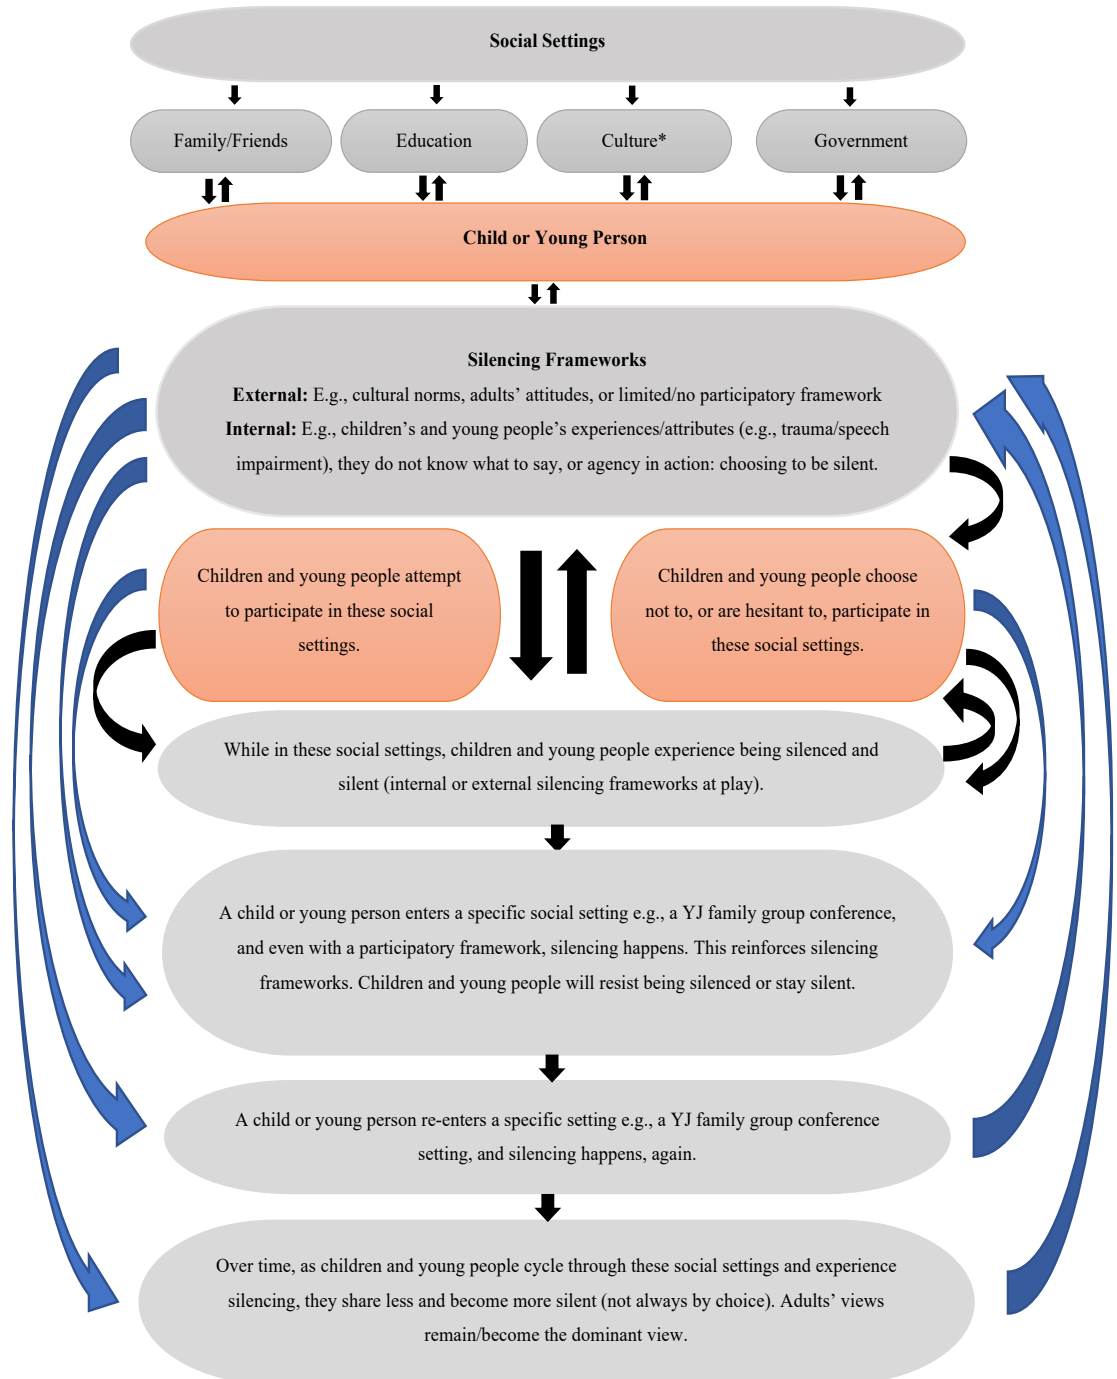 Social Settings
Family/Friends
Education
Culture*
Government
Child or Young Person
Silencing Frameworks
External: E.g., cultural norms, adults’ attitudes, or limited/no participatory framework
Internal: E.g., children’s and young people’s experiences/attributes (e.g., trauma/speech
impairment), they do not know what to say, or agency in action: choosing to be silent.
Children and young people attempt
to participate in these social
settings.
Children and young people choose
not to, or are hesitant to, participate in
these social settings.
While in these social settings, children and young people experience being silenced and
silent (internal or external silencing frameworks at play).
A child or young person enters a specific social setting e.g., a YJ family group conference,
and even with a participatory framework, silencing happens. This reinforces silencing
frameworks. Children and young people will resist being silenced or stay silent.
A child or young person re-enters a specific setting e.g., a YJ family group conference
setting, and silencing happens, again.
Over time, as children and young people cycle through these social settings and experience
silencing, they share less and become more silent (not always by choice). Adults’ views
remain/become the dominant view.